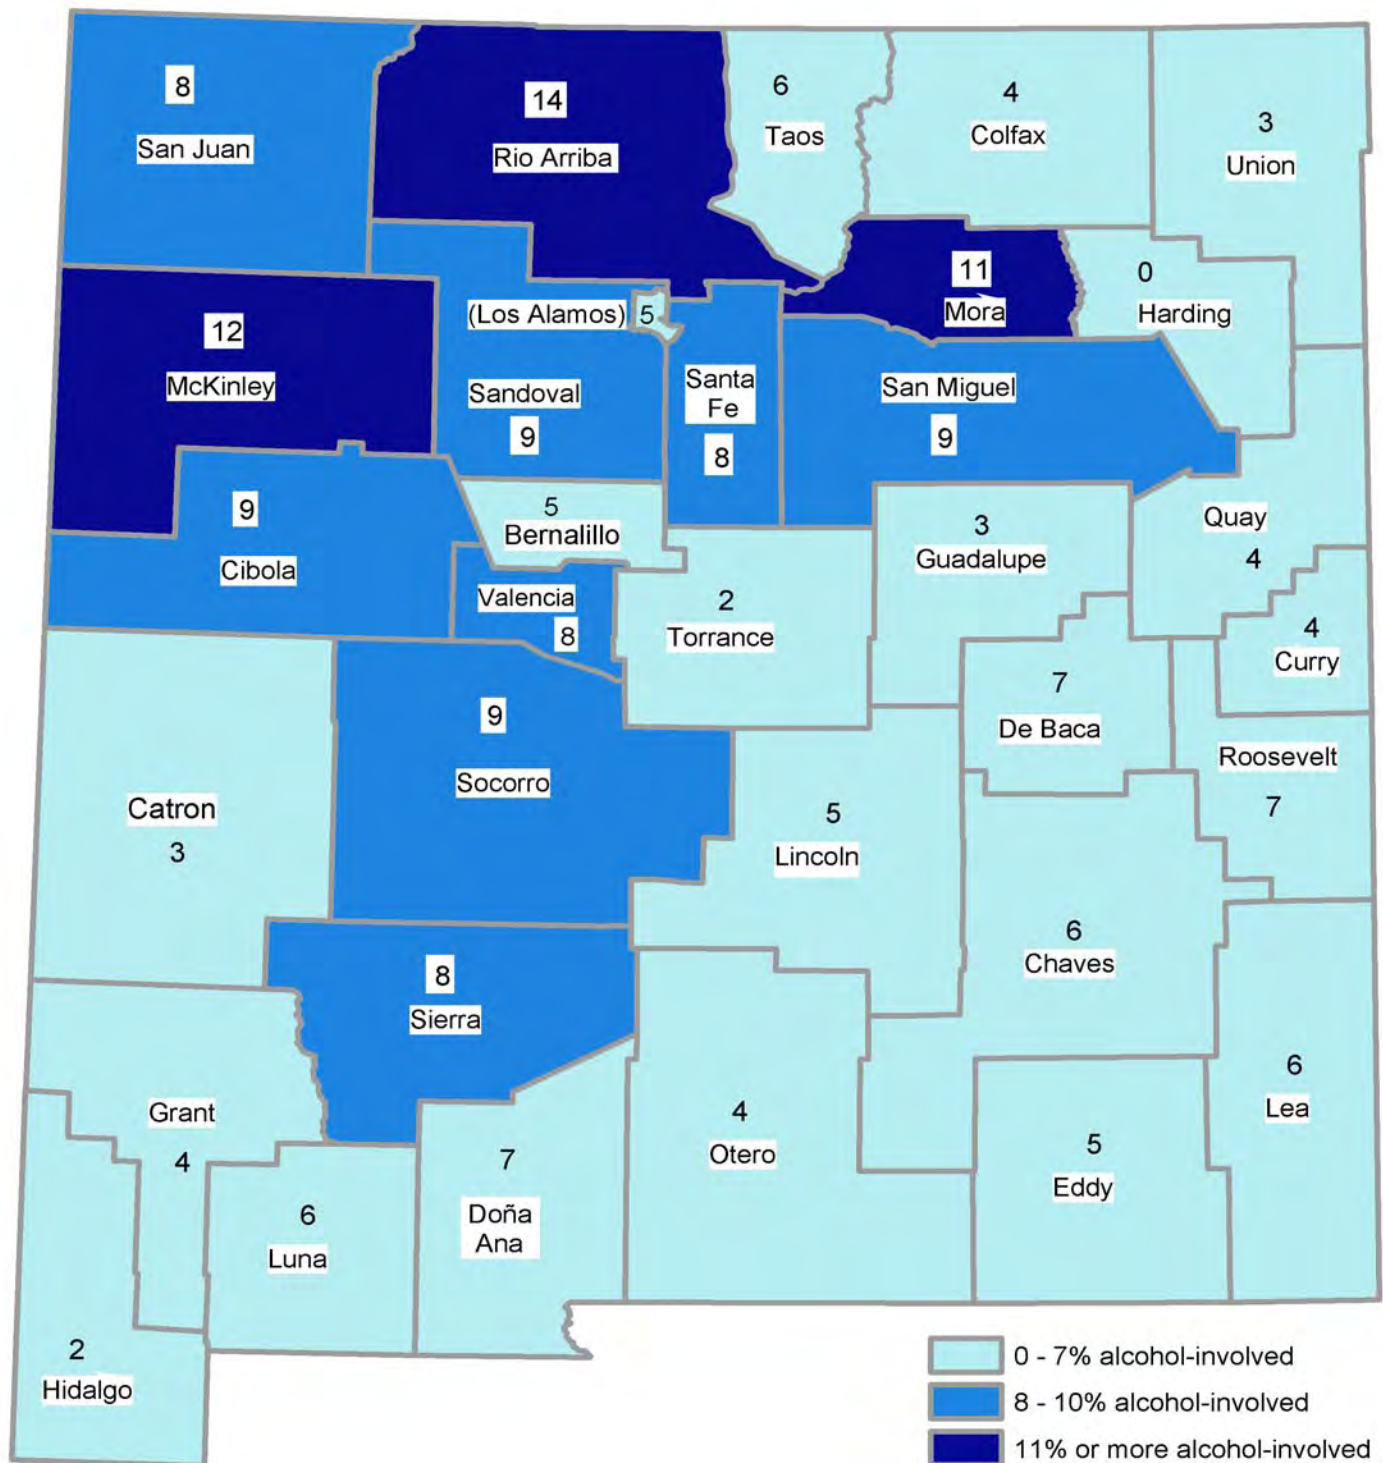 8
San Juan
14
Rio Arriba
6
Taos
4
Colfax
3
Union
12
McKinley
(Los Alamos)
5
Sandoval
9
Santa
Fe
8
11
Mora
0
Harding
San Miguel
9
9
Cibola
5
Bernalillo
Valencia
8
2
Torrance
3
Guadalupe
Quay
4
4
Curry
7
De Baca
Roosevelt
7
Catron
3
9
Socorro
5
Lincoln
6
Chaves
8
Sierra
6
Lea
Grant
4
6
Luna
7
Doña
Ana
4
Otero
5
Eddy
2
Hidalgo
0 - 7% alcohol-involved
8 - 10% alcohol-involved
11% or more alcohol-involved